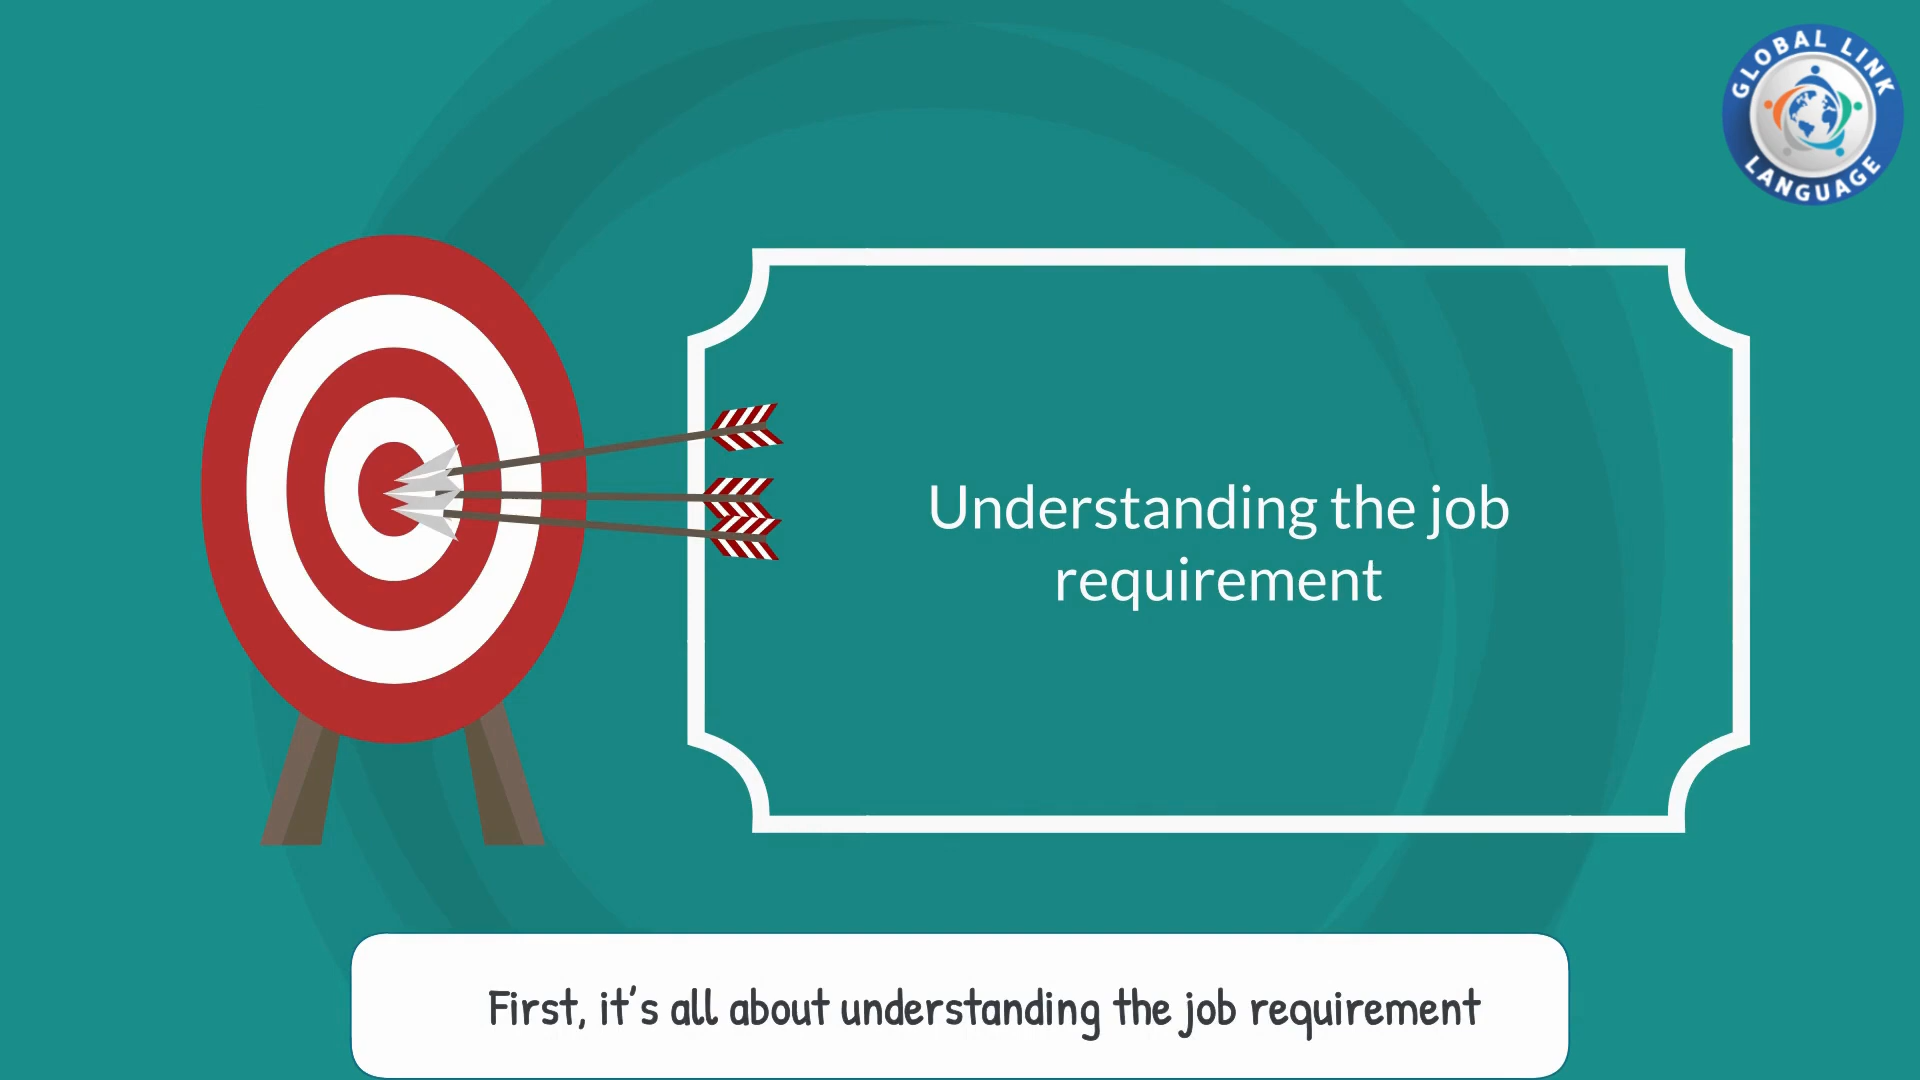 GLOBAL LINK
LANGUAGE
Understanding the job
requirement
First, it's all about understanding the job requirement